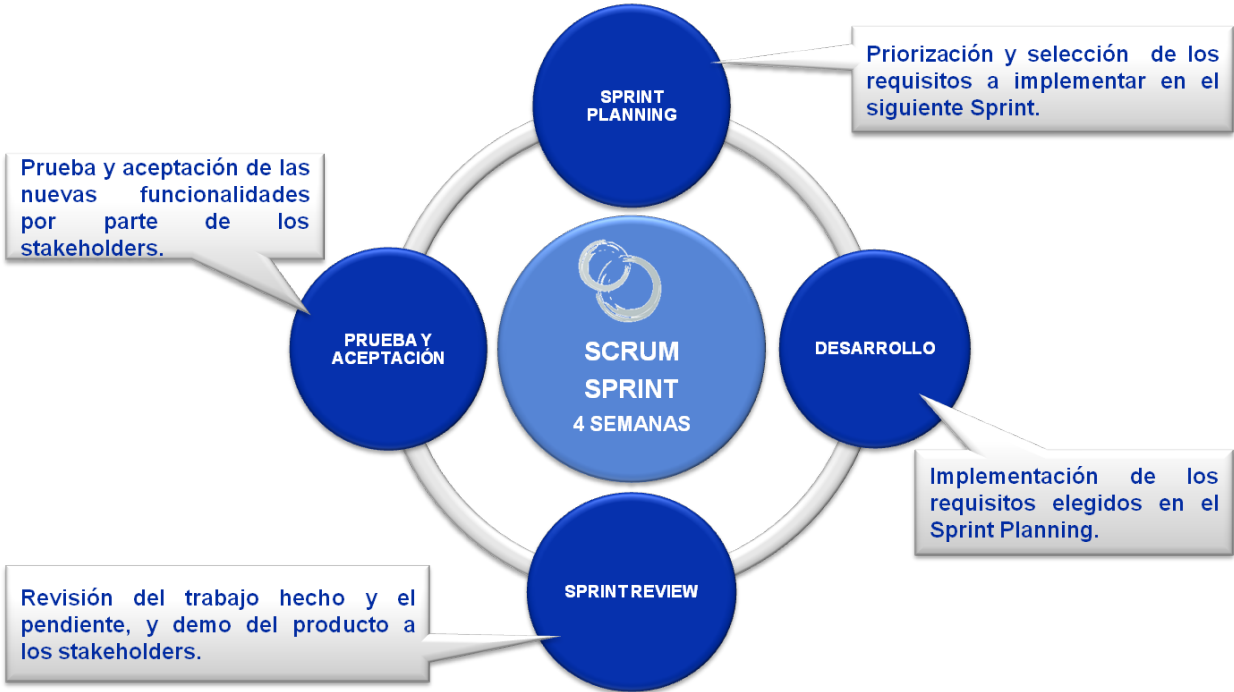 SPRINT
PLANNING
Priorización y selección de los
requisitos a implementar en el
siguiente Sprint.
Prueba y aceptación de las
nuevas funcionalidades
por parte de los
stakeholders.
PRUEBA Y
ACEPTACIÓN
SCRUM
SPRINT
4 SEMANAS
DESARROLLO
Implementación de los
requisitos elegidos en el
Sprint Planning.
SPRINT REVIEW
Revisión del trabajo hecho y el
pendiente, y demo del producto a
los stakeholders.